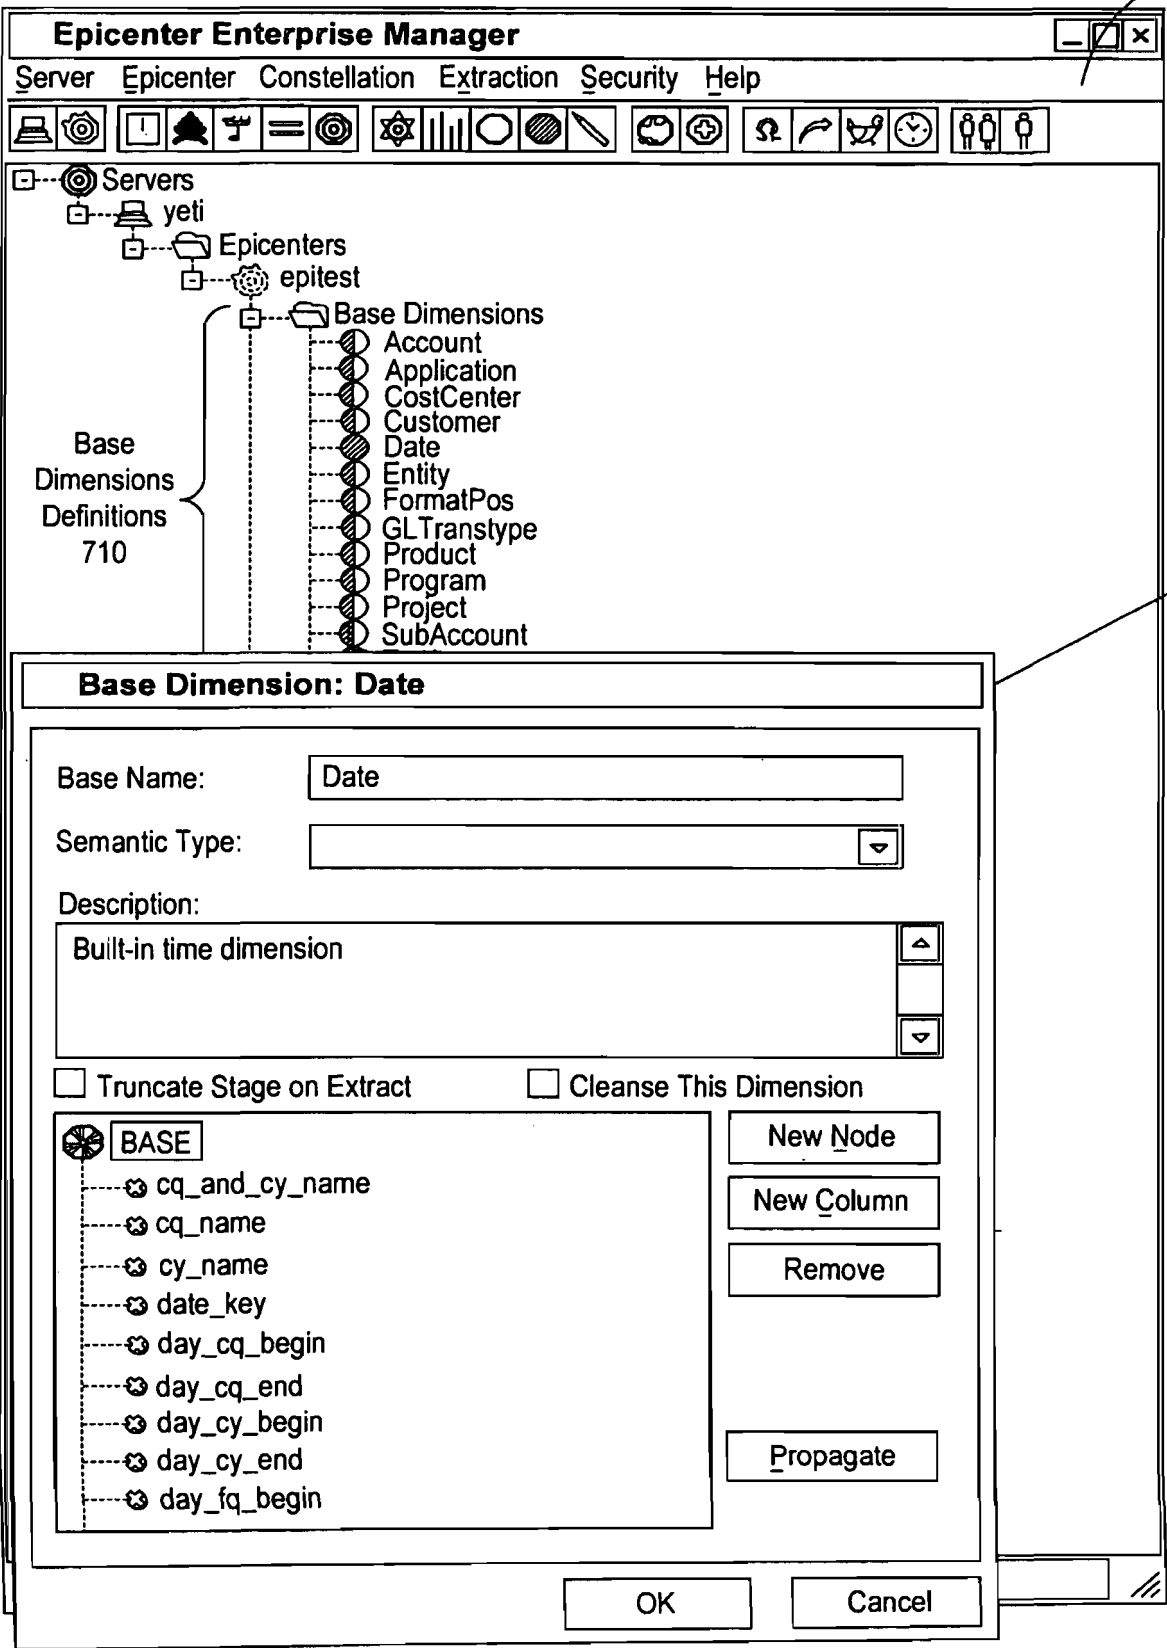 Epicenter Enterprise Manager
Server Epicenter Constellation Extraction Security Help
Servers
yeti
Epicenters
epitest
Base Dimensions
Account
Application
CostCenter
Customer
Date
Entity
FormatPos
GLTranstype
Product
Program
Project
SubAccount
Base
Dimensions
Definitions
710
Base Dimension: Date
Base Name: Date
Semantic Type:
Description:
Built-in time dimension
Truncate Stage on Extract Cleanse This Dimension
BASE
cq_and_cy_name
cq_name
cy_name
date_key
day_cq_begin
day_cq_end
day_cy_begin
day_cy_end
day_fq_begin
New Node
New Column
Remove
Propagate
OK Cancel